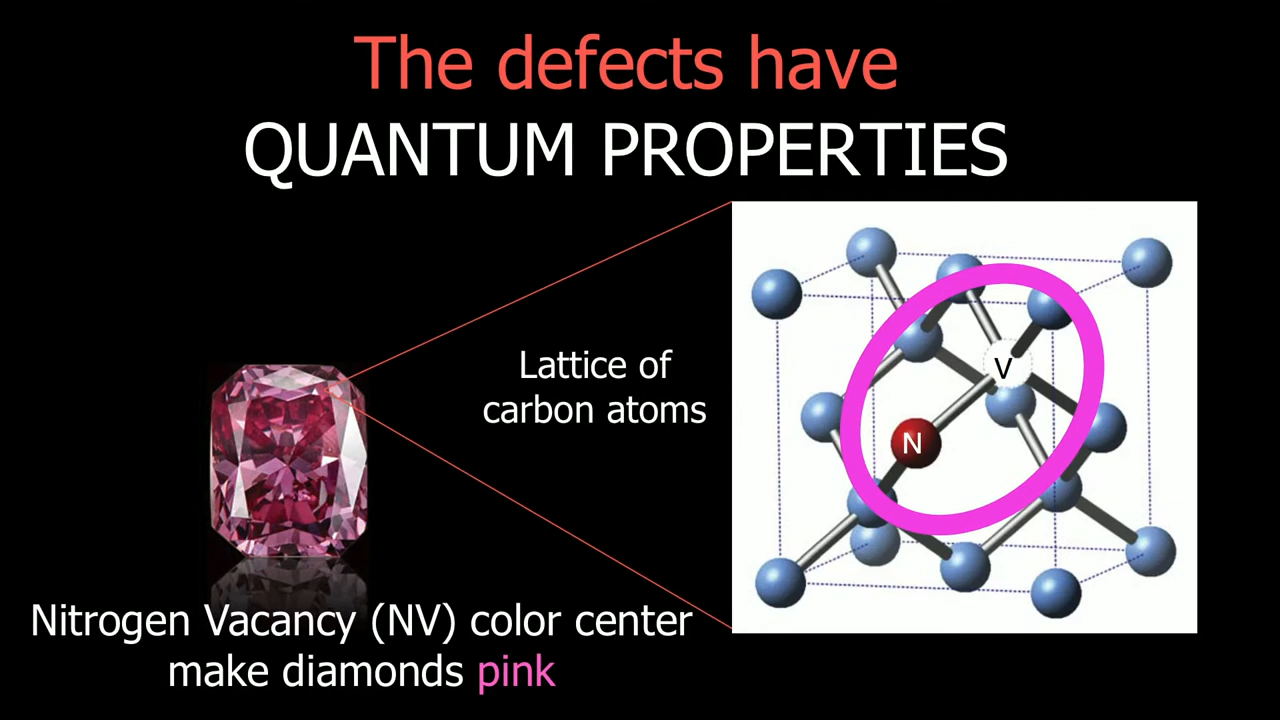 The defects have
QUANTUM PROPERTIES
Lattice of
carbon atoms
V
N
Nitrogen Vacancy (NV) color center
make diamonds pink